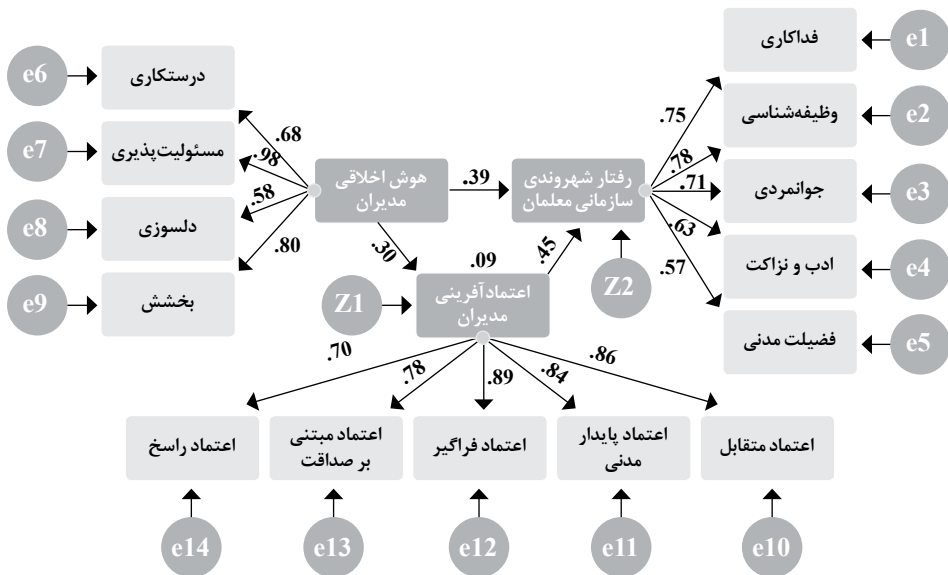 e1
فداکاری
e2
وظیفه‌شناسی
e3
جوانمردی
e4
ادب و نزاکت
e5
فضیلت مدنی
.75
.78
.71
.63
.57
رفتار شهروندی
سازمانی معلمان
Z2
.39
هوش اخلاقی
مدیران
.68
.98
.58
.80
درستکاری
e6
مسئولیت‌پذیری
e7
دلسوزی
e8
بخشش
e9
.30
.45
.09
اعتمادآفرینی
مدیران
Z1
.86
.84
.89
.78
.70
اعتماد متقابل
اعتماد پایدار
مدنی
اعتماد فراگیر
اعتماد مبتنی
بر صداقت
اعتماد راسخ
e10
e11
e12
e13
e14